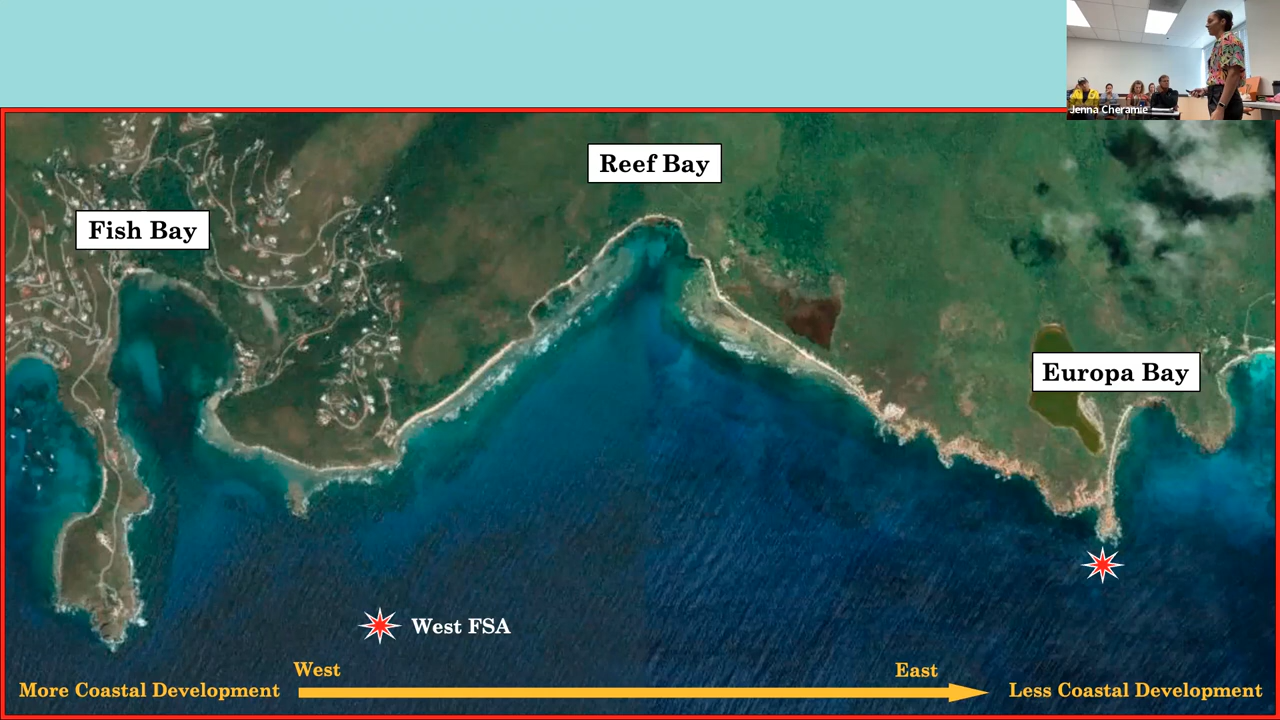 Jenna Cheramie
Reef Bay
Fish Bay
Europa Bay
West FSA
West
East
More Coastal Development
Less Coastal Development